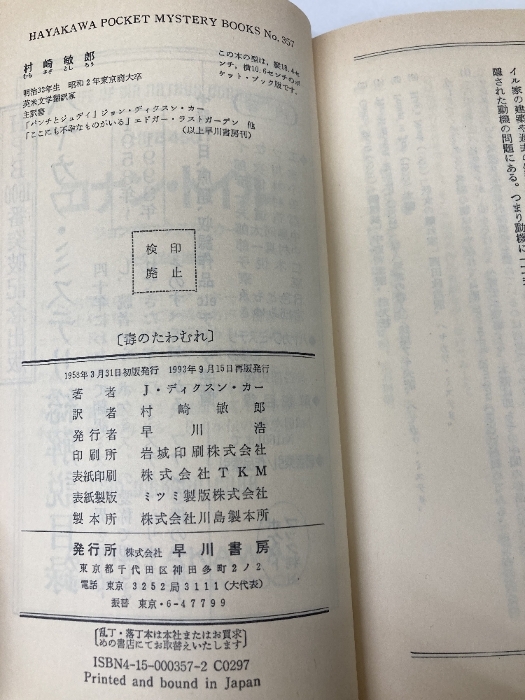 HAYAKAWA POCKET MYSTERY BOOKS No. 357
村崎敏郎
むら さき とし ろう
明治36年生 昭和2年東京商大卒
英米文学翻訳家
主訳書
「パンチとジュディ」ジョン・ディクスン・カー
「ここにも不幸なものがいる」エドガー・ラストガーデン 他
(以上早川書房刊)
この本の型は、縦18.4セ
ンチ、横10.6センチのポ
ケット・ブック版です。
検印
廃止
〔毒のたわむれ〕
1958年3月31日初版発行 1993年9月15日再版発行
著者 J・ディクスン・カー
訳者 村崎敏郎
発行者 早川浩
印刷所 岩城印刷株式会社
表紙印刷 株式会社TKM
表紙製版 ミツミ製版株式会社
製本所 株式会社川島製本所
発行所 株式会社 早川書房
東京都千代田区神田多町2ノ2
電話 東京 3252局3111(大代表)
振替 東京・6-47799
〔乱丁・落丁本は本社またはお買求
めの書店にてお取替えいたします〕
ISBN4-15-000357-2 C0297
Printed and bound in Japan
隠された動機の問題にある。つまり動機に